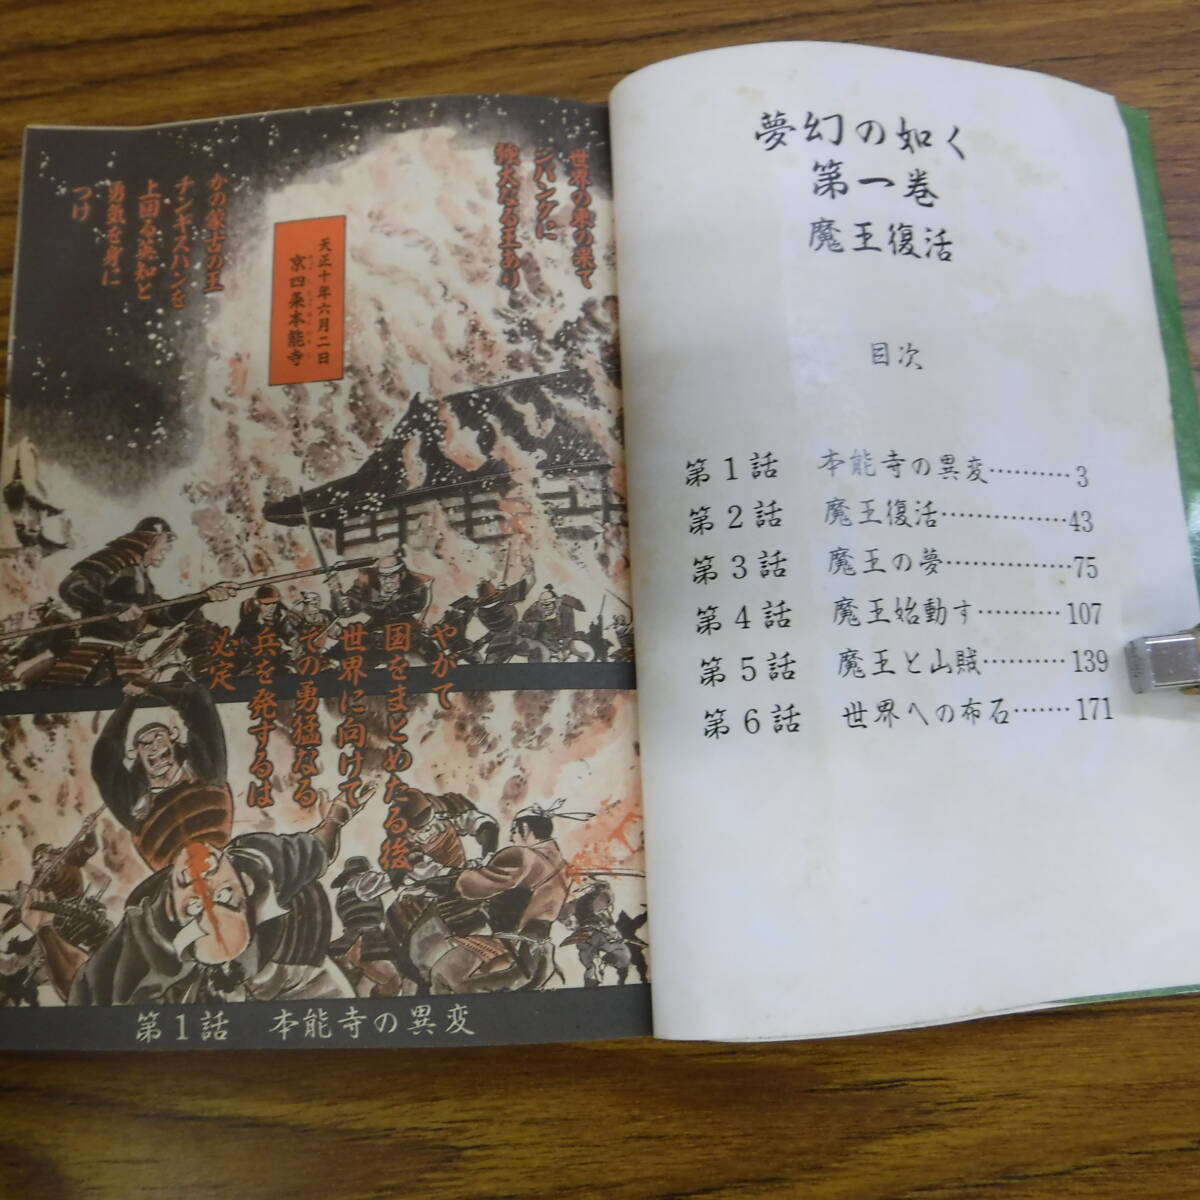 夢幻の如く
第一巻
魔王復活
目次
第1話 本能寺の異変………3
第2話 魔王復活……………43
第3話 魔王の夢……………75
第4話 魔王始動す………107
第5話 魔王と山賊………139
第6話 世界への布石……171
世界の東の果て
ジパングに
強大なる王あり
天正十年六月二日
京四条本能寺
かの蒙古の王
チンギスハンを
上回る英知と
勇気を身に
つけ
やがて
国をまとめたる後
世界に向けて
その勇猛なる
兵を発するは
必定
第1話 本能寺の異変